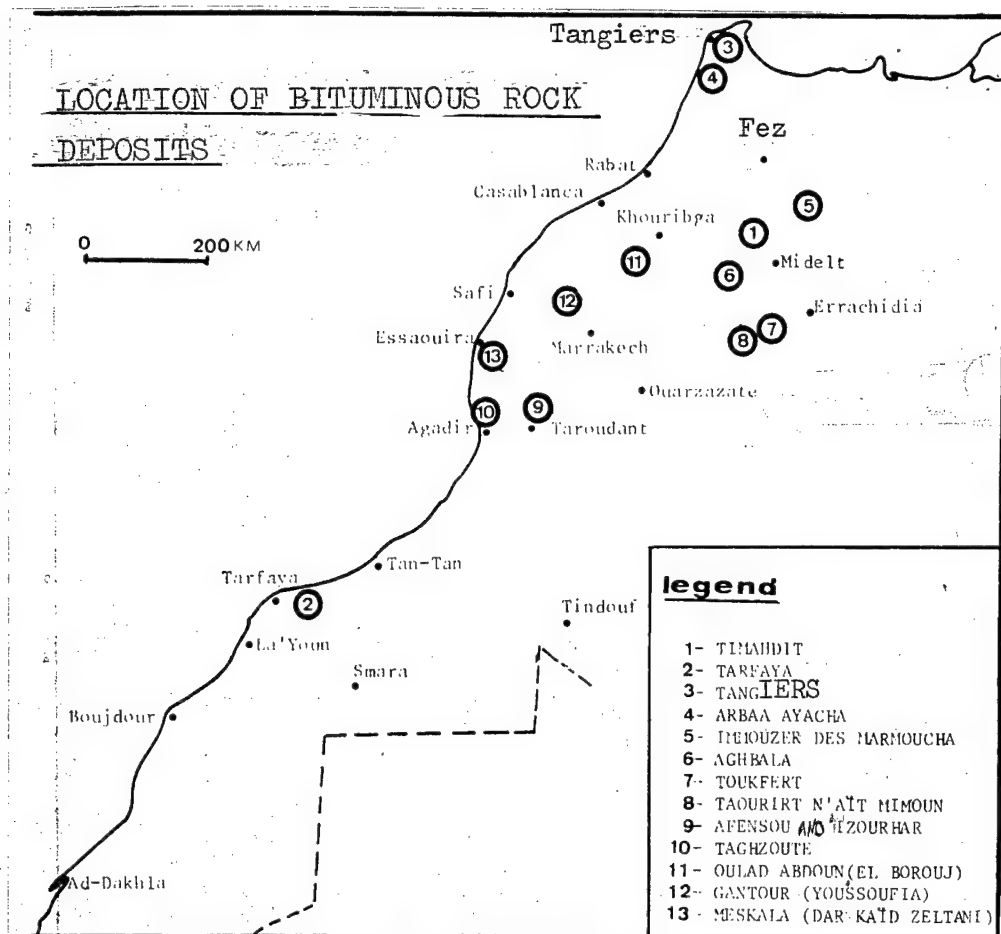 Tangiers
3
4
LOCATION OF BITUMINOUS ROCK
DEPOSITS
Fez
Rabat
Casablanca
5
Khouribga
1
0 200 KM
11
Midelt
6
Safi
12
Errachidia
Essaouira
7
13
Marrakech
8
Ouarzazate
10
9
Agadir
Taroudant
Tan-Tan
Tarfaya
2
Tindouf
La'Youn
Smara
Boujdour
Ad-Dakhla
legend
1- TIMAHDIT
2- TARFAYA
3- TANGIERS
4- ARBAA AYACHA
5- IMMOUZER DES MARMOUCHA
6- AGHBALA
7- TOUKFERT
8- TAOURIRT N'AÏT MIMOUN
9- AFENSOU AND TIZOURHAR
10- TAGHZOUTE
11- OULAD ABDOUN(EL BOROUJ)
12- GANTOUR (YOUSSOUFIA)
13 - MESKALA (DAR KAÏD ZELTANI)